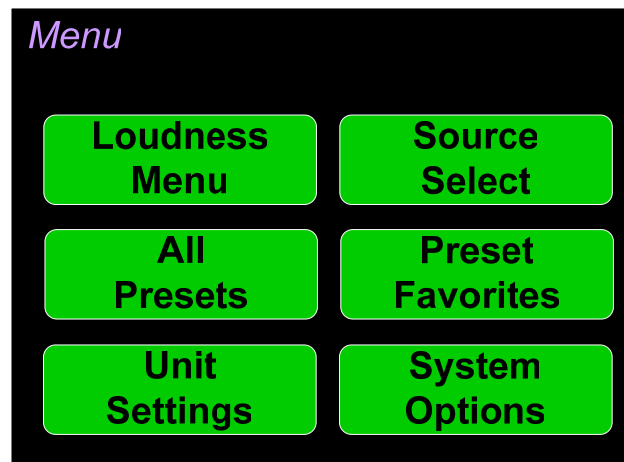 Menu
Loudness
Menu
Source
Select
All
Presets
Preset
Favorites
Unit
Settings
System
Options